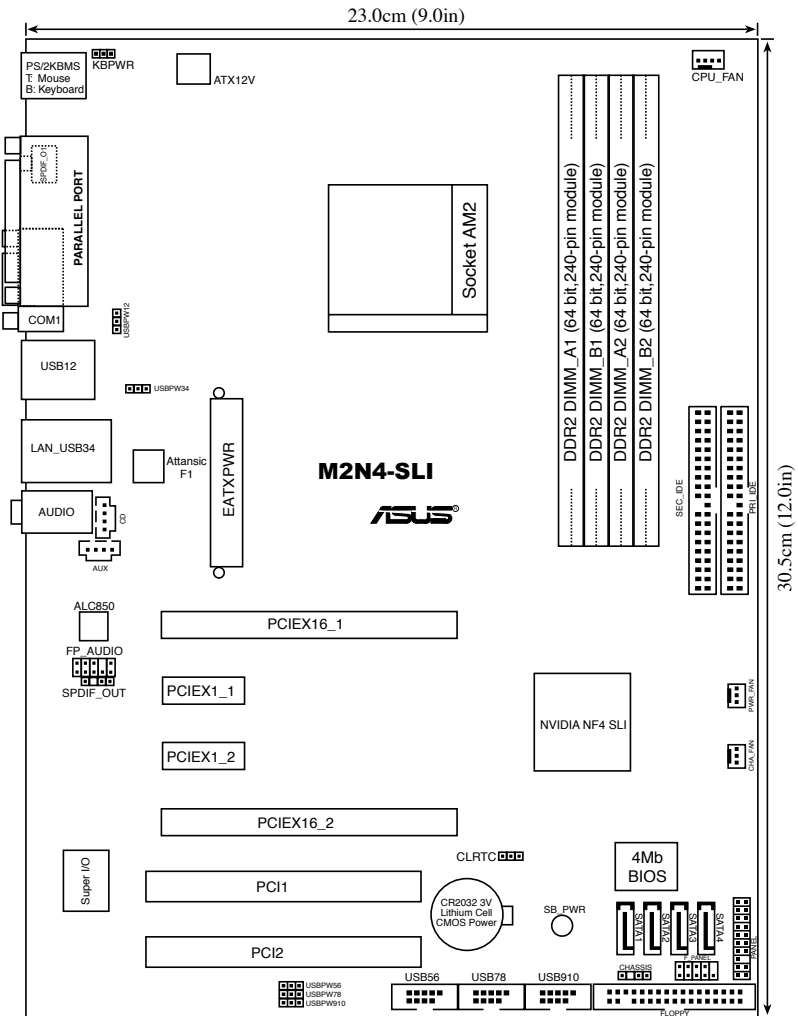 23.0cm (9.0in)
PS/2KBMS
T: Mouse
B: Keyboard
KBPWR
ATX12V
CPU_FAN
SPDIF_O1
PARALLEL PORT
Socket AM2
DDR2 DIMM_A1 (64 bit,240-pin module)
DDR2 DIMM_B1 (64 bit,240-pin module)
DDR2 DIMM_A2 (64 bit,240-pin module)
DDR2 DIMM_B2 (64 bit,240-pin module)
COM1
USBPW12
USB12
USBPW34
LAN_USB34
Attansic
F1
EATXPWR
M2N4-SLI
ASUS®
SEC_IDE
PRI_IDE
30.5cm (12.0in)
AUDIO
CD
AUX
ALC850
FP_AUDIO
SPDIF_OUT
PCIEX16_1
PCIEX1_1
PCIEX1_2
PCIEX16_2
NVIDIA NF4 SLI
PWR_FAN
CHA_FAN
CLRTC
4Mb
BIOS
Super I/O
PCI1
PCI2
CR2032 3V
Lithium Cell
CMOS Power
SB_PWR
SATA1
SATA2
SATA3
SATA4
PANEL
F_PANEL
CHASSIS
USBPW56
USBPW78
USBPW910
USB56
USB78
USB910
FLOPPY